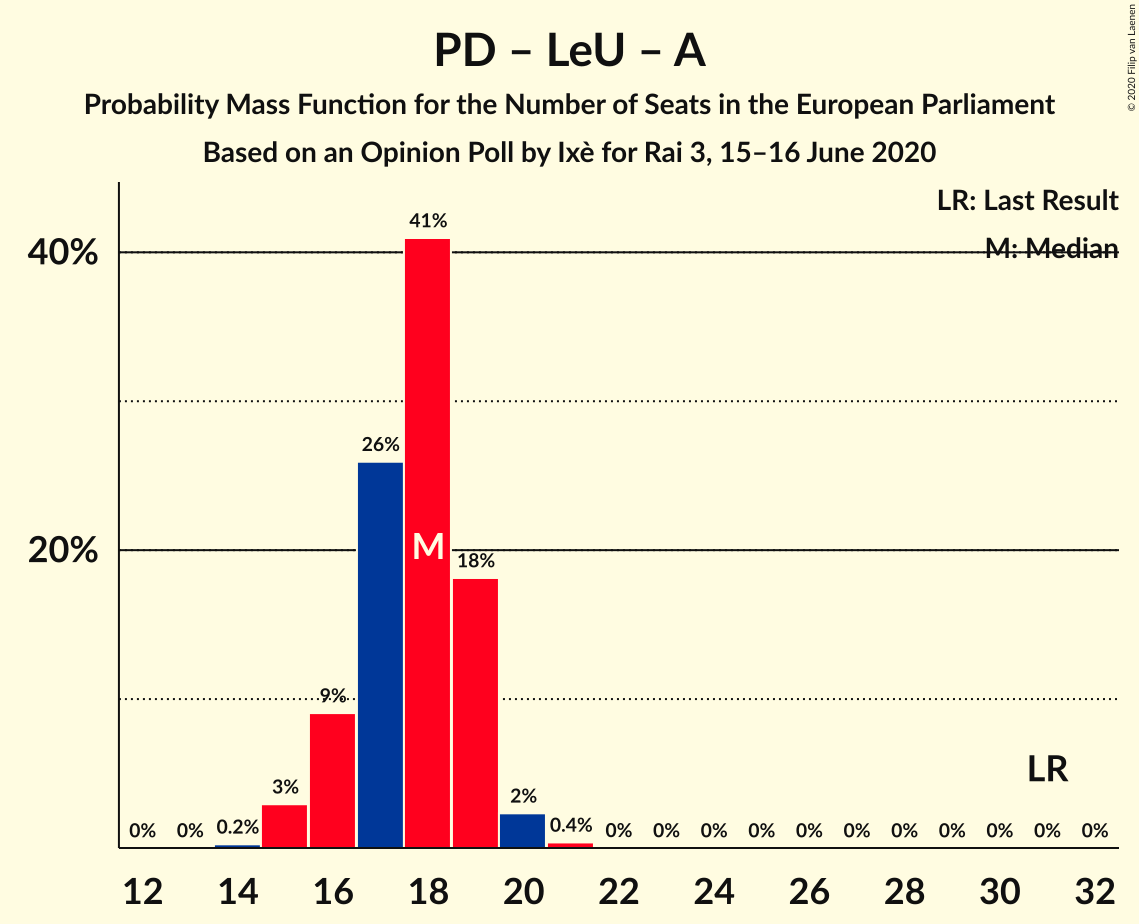 PD – LeU – A
Probability Mass Function for the Number of Seats in the European Parliament
Based on an Opinion Poll by Ixè for Rai 3, 15–16 June 2020
© 2020 Filip van Laenen
LR: Last Result
M: Median
40%
20%
0% 0% 0.2% 3% 9% 26% 41% 18% 2% 0.4% 0% 0% 0% 0% 0% 0% 0% 0% 0% 0% 0%
M
LR
12 14 16 18 20 22 24 26 28 30 32